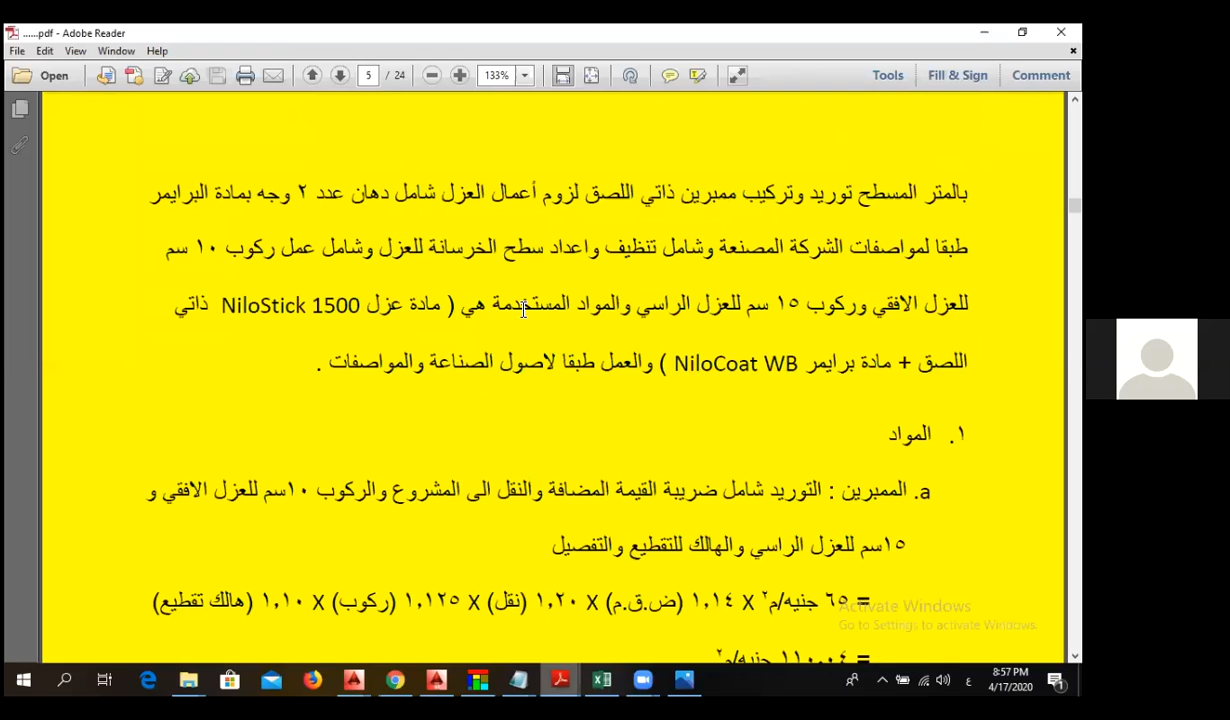 ......pdf - Adobe Reader
File Edit View Window Help
Open 5 / 24 133% Tools Fill & Sign Comment
بالمتر المسطح توريد وتركيب ممبرين ذاتي اللصق لزوم أعمال العزل شامل دهان عدد ٢ وجه بمادة البرايمر
طبقا لمواصفات الشركة المصنعة وشامل تنظيف واعداد سطح الخرسانة للعزل وشامل عمل ركوب ١٠ سم
للعزل الافقي وركوب ١٥ سم للعزل الراسي والمواد المستخدمة هي ( مادة عزل NiloStick 1500 ذاتي
اللصق + مادة برايمر NiloCoat WB ) والعمل طبقا لاصول الصناعة والمواصفات .
١. المواد
a. الممبرين : التوريد شامل ضريبة القيمة المضافة والنقل الى المشروع والركوب ١٠سم للعزل الافقي و
١٥سم للعزل الراسي والهالك للتقطيع والتفصيل
= ٦٥ جنيه/م٢ X ١,١٤ (ض.ق.م) X ١,٢٠ (نقل) X ١,١٢٥ (ركوب) X ١,١٠ (هالك تقطيع)
= ١١٠,٠٤ جنيه/م٢
Activate Windows
Go to Settings to activate Windows.
ع 8:57 PM
4/17/2020